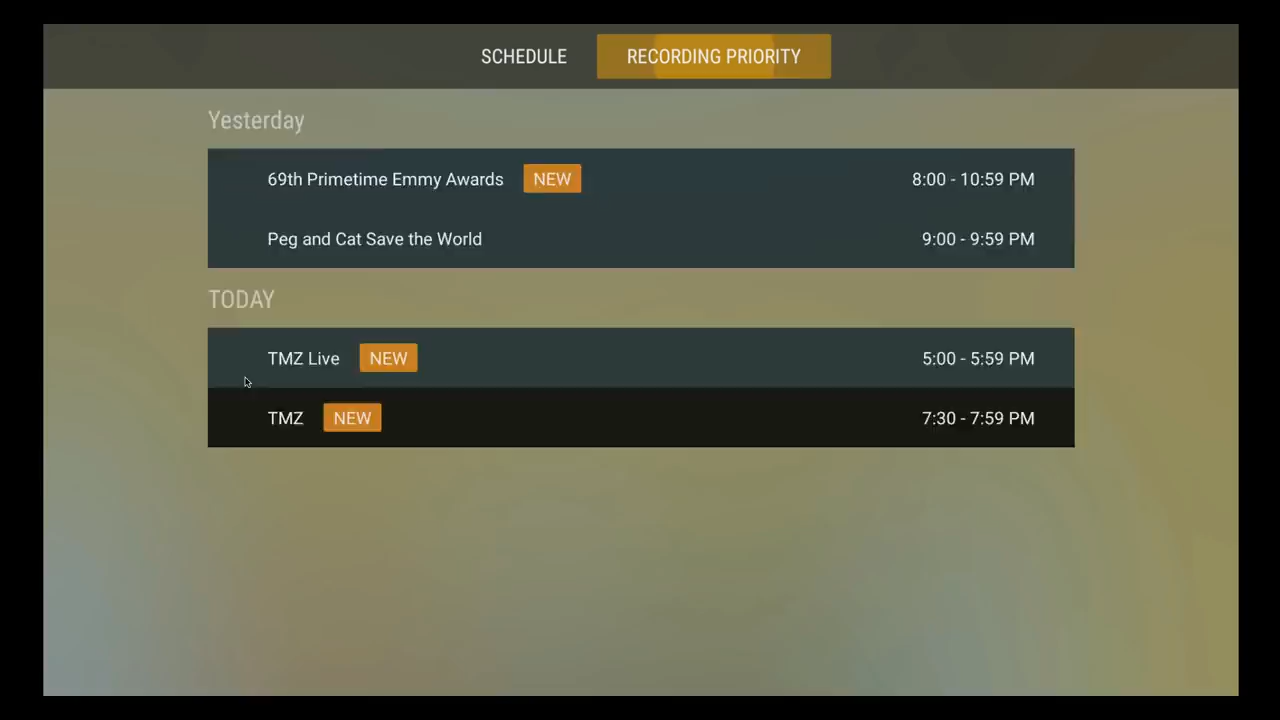 SCHEDULE RECORDING PRIORITY
Yesterday
69th Primetime Emmy Awards NEW 8:00 - 10:59 PM
Peg and Cat Save the World 9:00 - 9:59 PM
TODAY
TMZ Live NEW 5:00 - 5:59 PM
TMZ NEW 7:30 - 7:59 PM